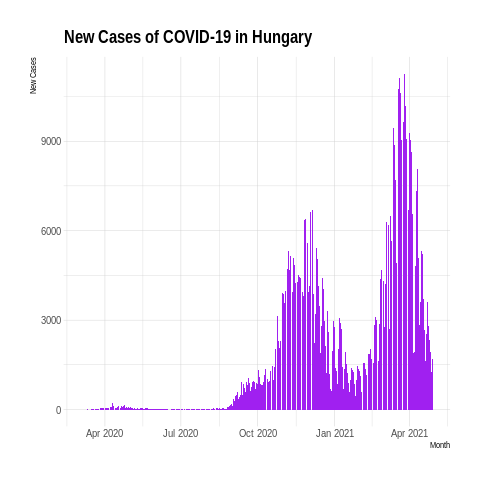 New Cases of COVID-19 in Hungary
New Cases
9000
6000
3000
0
Apr 2020 Jul 2020 Oct 2020 Jan 2021 Apr 2021
Month